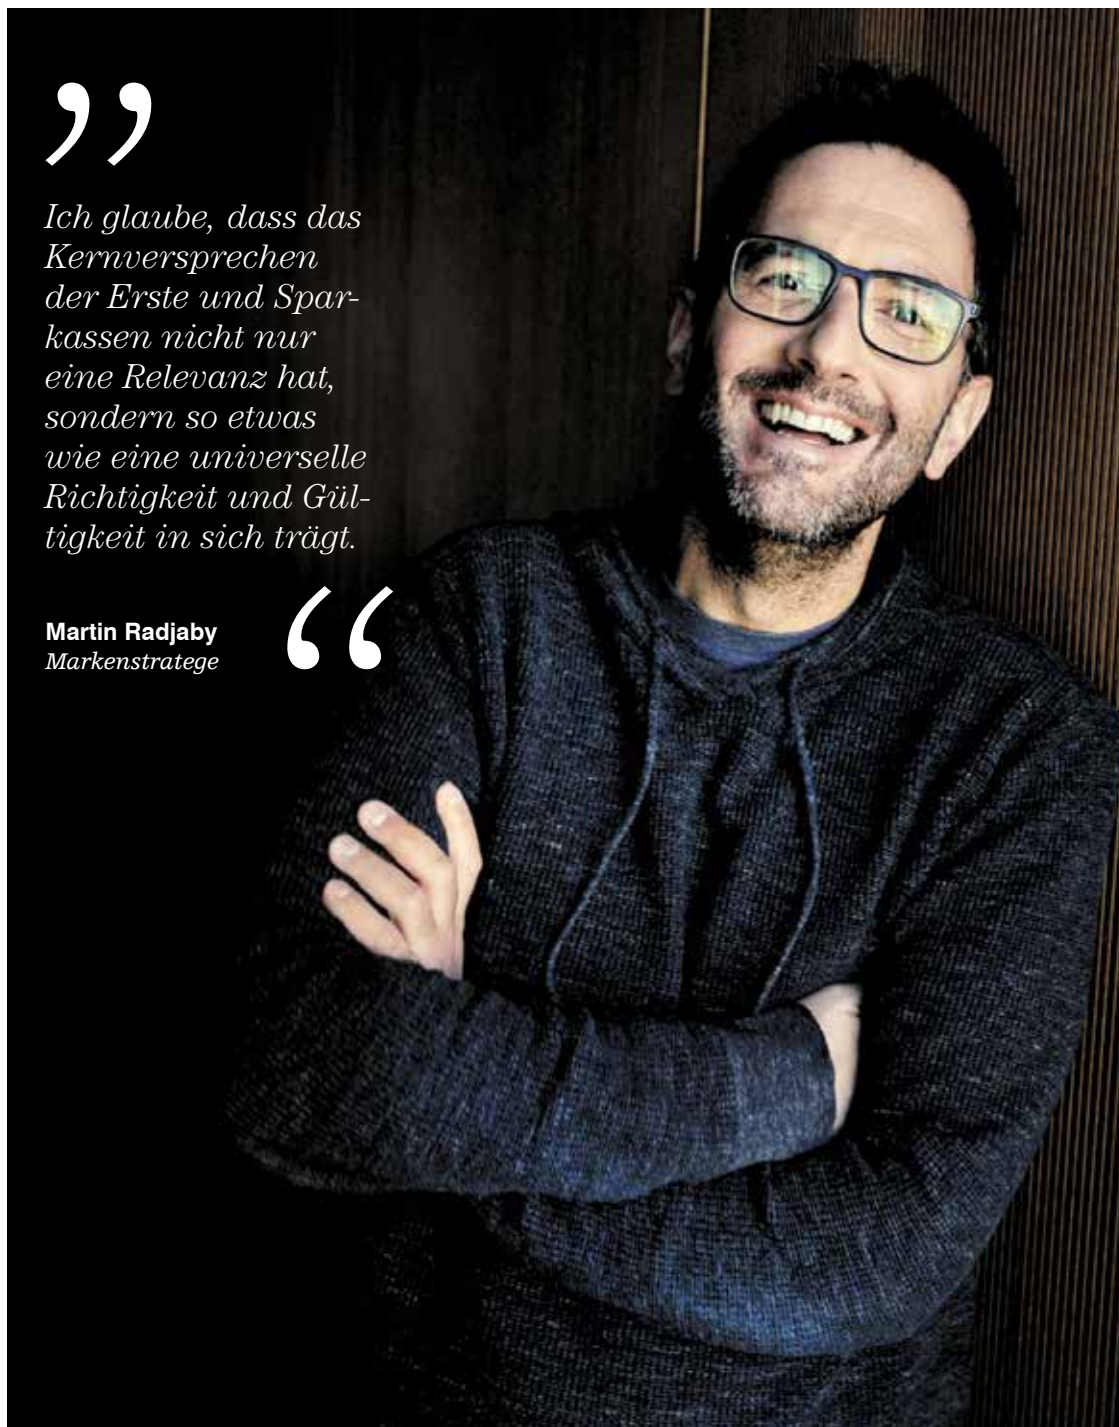 ”
Ich glaube, dass das
Kernversprechen
der Erste und Spar-
kassen nicht nur
eine Relevanz hat,
sondern so etwas
wie eine universelle
Richtigkeit und Gül-
tigkeit in sich trägt.
“
Martin Radjaby
Markenstratege